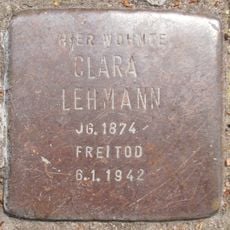 HIER WOHNTE
CLARA
LEHMANN
JG. 1874
FREITOD
6.1.1942